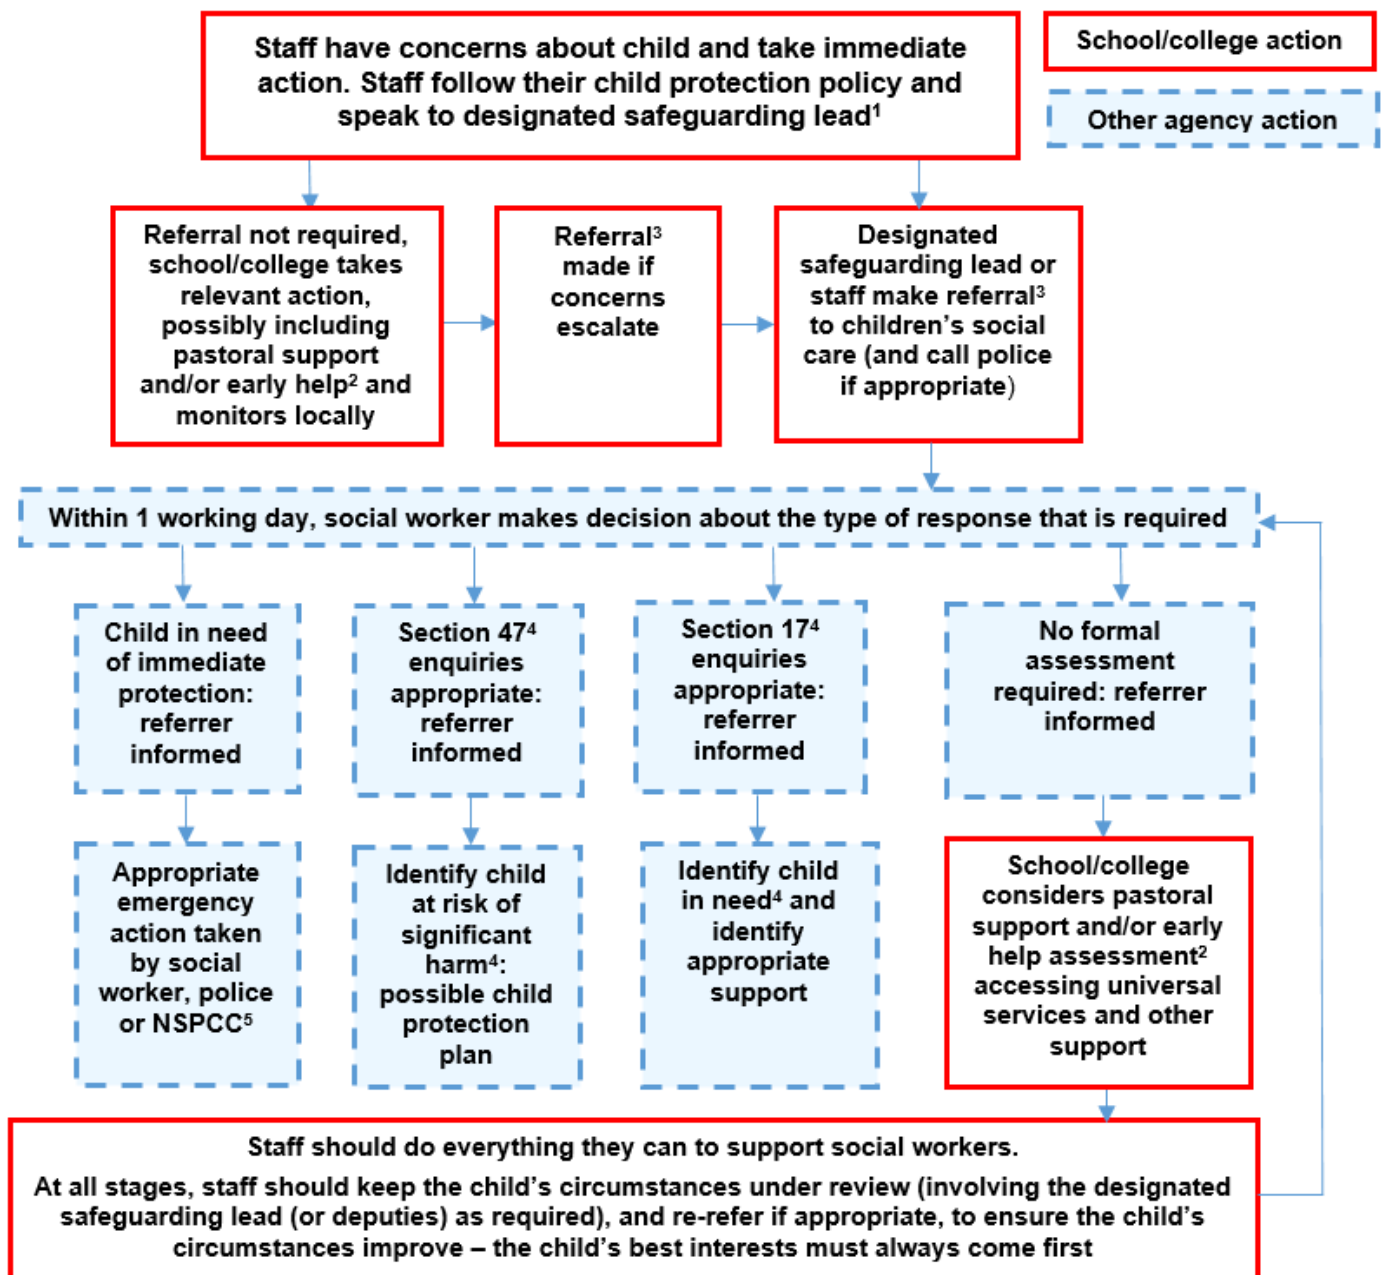 Staff have concerns about child and take immediate
action. Staff follow their child protection policy and
speak to designated safeguarding lead¹
School/college action
Other agency action
Referral not required,
school/college takes
relevant action,
possibly including
pastoral support
and/or early help² and
monitors locally
Referral³
made if
concerns
escalate
Designated
safeguarding lead or
staff make referral³
to children’s social
care (and call police
if appropriate)
Within 1 working day, social worker makes decision about the type of response that is required
Child in need
of immediate
protection:
referrer
informed
Section 47⁴
enquiries
appropriate:
referrer
informed
Section 17⁴
enquiries
appropriate:
referrer
informed
No formal
assessment
required: referrer
informed
Appropriate
emergency
action taken
by social
worker, police
or NSPCC⁵
Identify child
at risk of
significant
harm⁴:
possible child
protection
plan
Identify child
in need⁴ and
identify
appropriate
support
School/college
considers pastoral
support and/or early
help assessment²
accessing universal
services and other
support
Staff should do everything they can to support social workers.
At all stages, staff should keep the child’s circumstances under review (involving the designated
safeguarding lead (or deputies) as required), and re-refer if appropriate, to ensure the child’s
circumstances improve – the child’s best interests must always come first